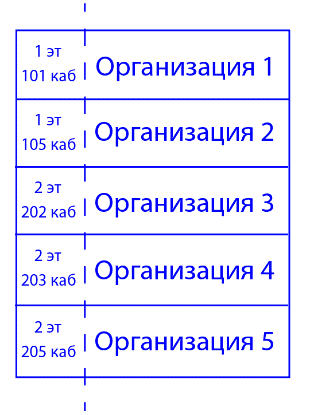 1 эт
101 каб
Организация 1
1 эт
105 каб
Организация 2
2 эт
202 каб
Организация 3
2 эт
203 каб
Организация 4
2 эт
205 каб
Организация 5